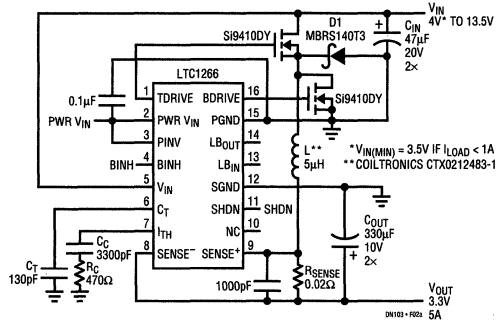 VIN
4V* TO 13.5V
D1
MBRS140T3
Si9410DY
CIN
47µF
20V
2×
LTC1266
0.1µF
1 TDRIVE
BDRIVE 16
Si9410DY
PWR VIN
2 PWR VIN
PGND 15
3 PINV
LBOUT 14
BINH
4 BINH
LBIN 13
L**
5µH
*VIN(MIN) = 3.5V IF ILOAD < 1A
**COILTRONICS CTX0212483-1
5 VIN
SGND 12
6 CT
SHDN 11 SHDN
7 ITH
NC 10
8 SENSE−
SENSE+ 9
COUT
330µF
10V
2×
CC
3300pF
CT
130pF
RC
470Ω
1000pF
RSENSE
0.02Ω
VOUT
3.3V
5A
DN103 • F02a